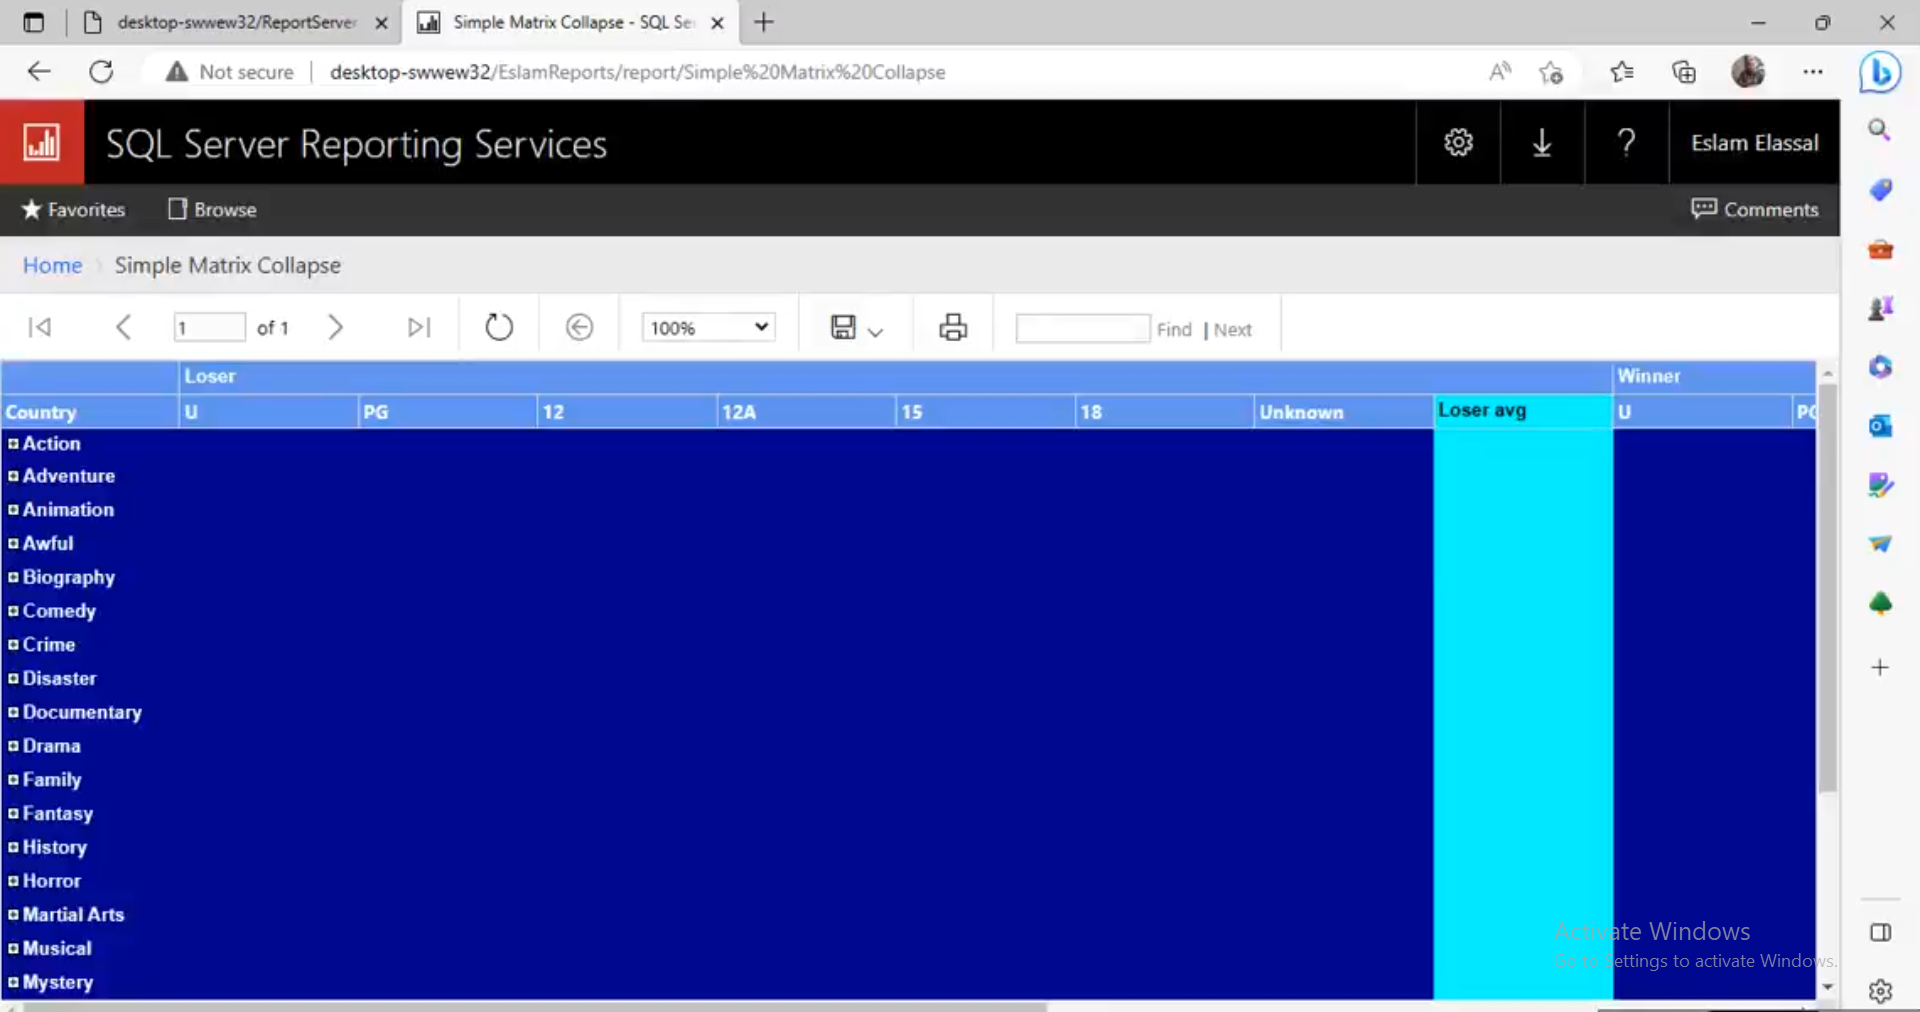 desktop-swwew32/ReportServer
Simple Matrix Collapse - SQL Se
Not secure
desktop-swwew32/EslamReports/report/Simple%20Matrix%20Collapse
SQL Server Reporting Services
Eslam Elassal
Favorites
Browse
Comments
Home
Simple Matrix Collapse
1
of 1
100%
Find | Next
Loser
Winner
Country
U
PG
12
12A
15
18
Unknown
Loser avg
U
PG
Action
Adventure
Animation
Awful
Biography
Comedy
Crime
Disaster
Documentary
Drama
Family
Fantasy
History
Horror
Martial Arts
Musical
Mystery
Activate Windows
Go to Settings to activate Windows.